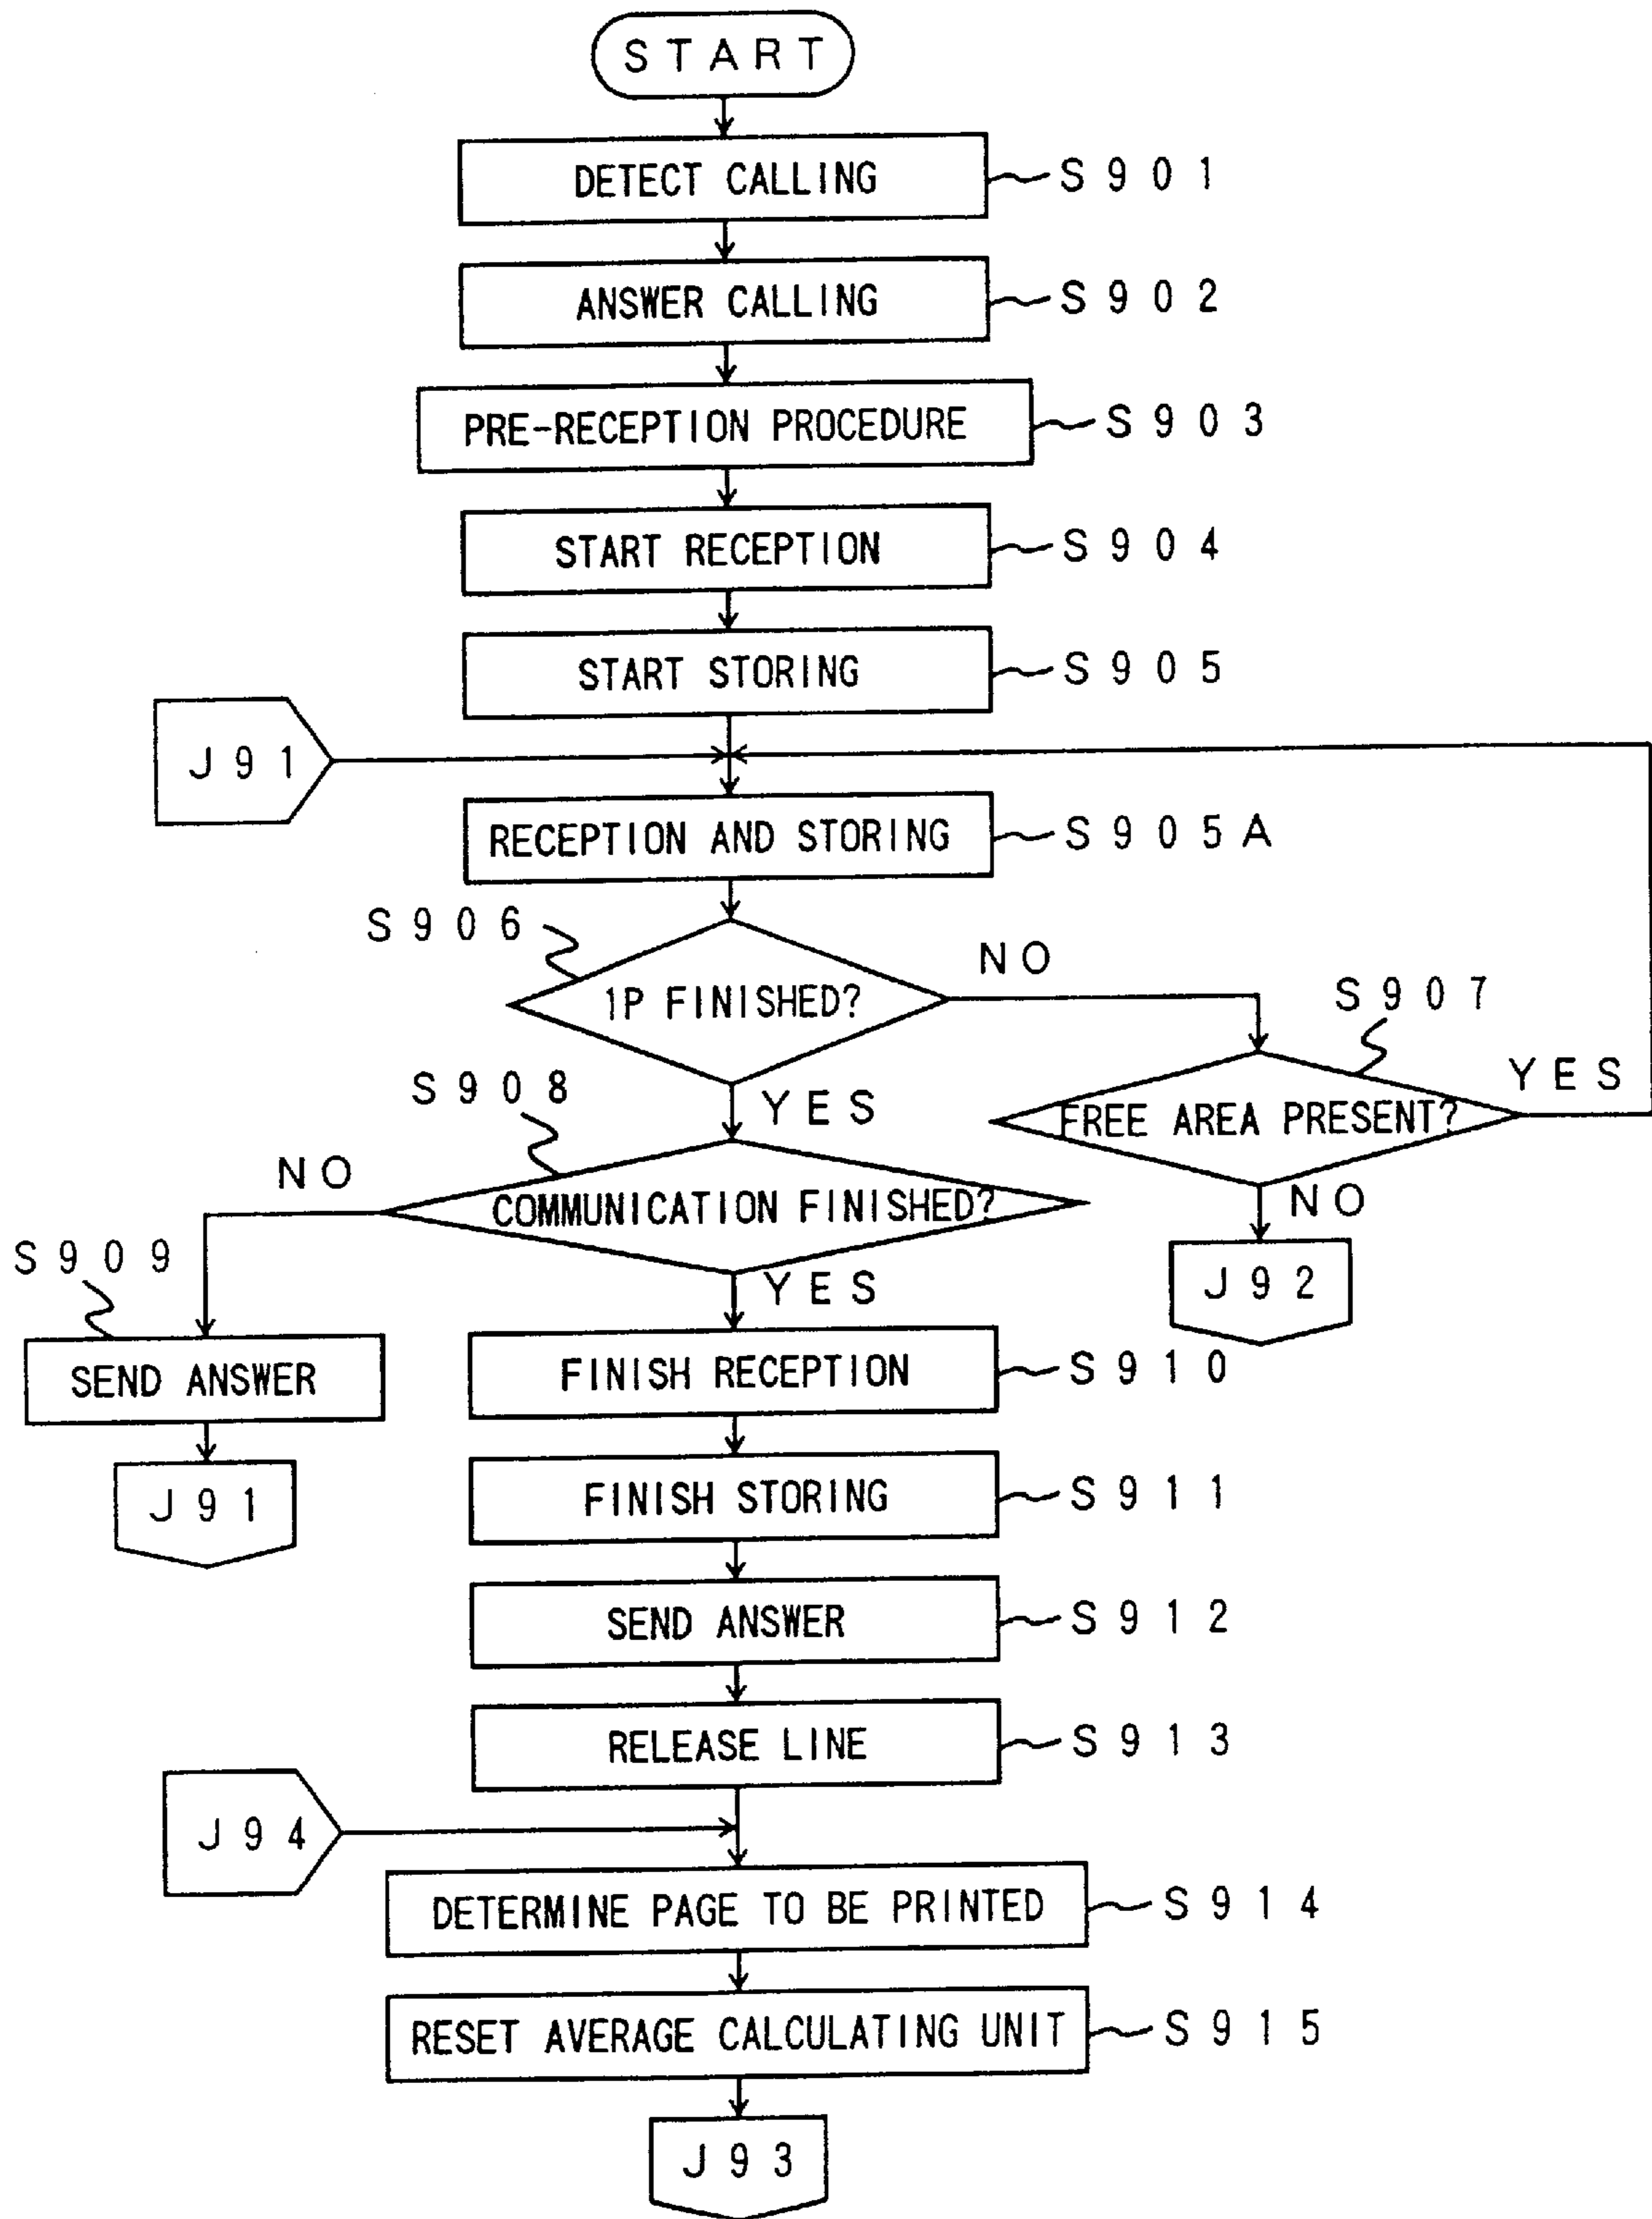 START
DETECT CALLING
S901
ANSWER CALLING
S902
PRE-RECEPTION PROCEDURE
S903
START RECEPTION
S904
START STORING
S905
J91
RECEPTION AND STORING
S905A
S906
1P FINISHED?
NO
S907
FREE AREA PRESENT?
YES
YES
S908
NO
COMMUNICATION FINISHED?
NO
J92
S909
YES
SEND ANSWER
FINISH RECEPTION
S910
J91
FINISH STORING
S911
SEND ANSWER
S912
RELEASE LINE
S913
J94
DETERMINE PAGE TO BE PRINTED
S914
RESET AVERAGE CALCULATING UNIT
S915
J93